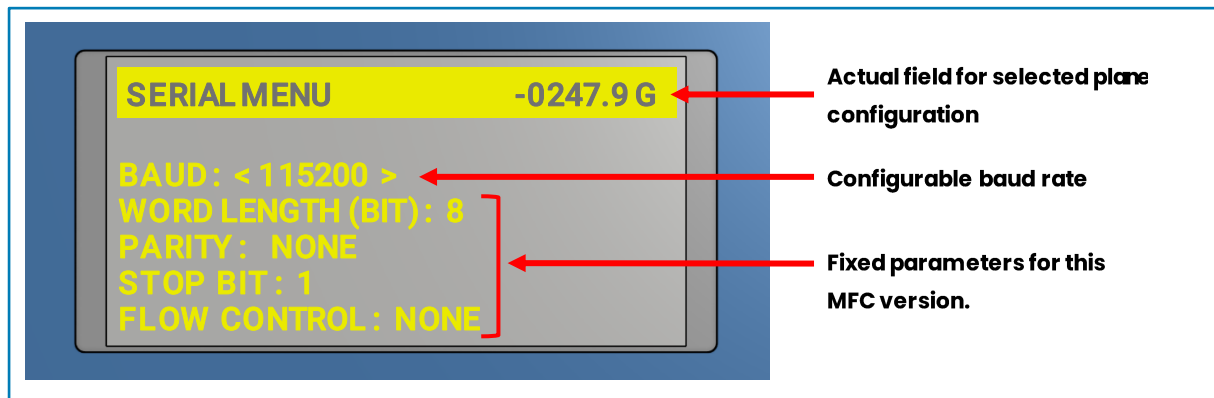 SERIAL MENU -0247.9 G
BAUD: < 115200 >
WORD LENGTH (BIT): 8
PARITY: NONE
STOP BIT: 1
FLOW CONTROL: NONE
Actual field for selected plane
configuration
Configurable baud rate
Fixed parameters for this
MFC version.